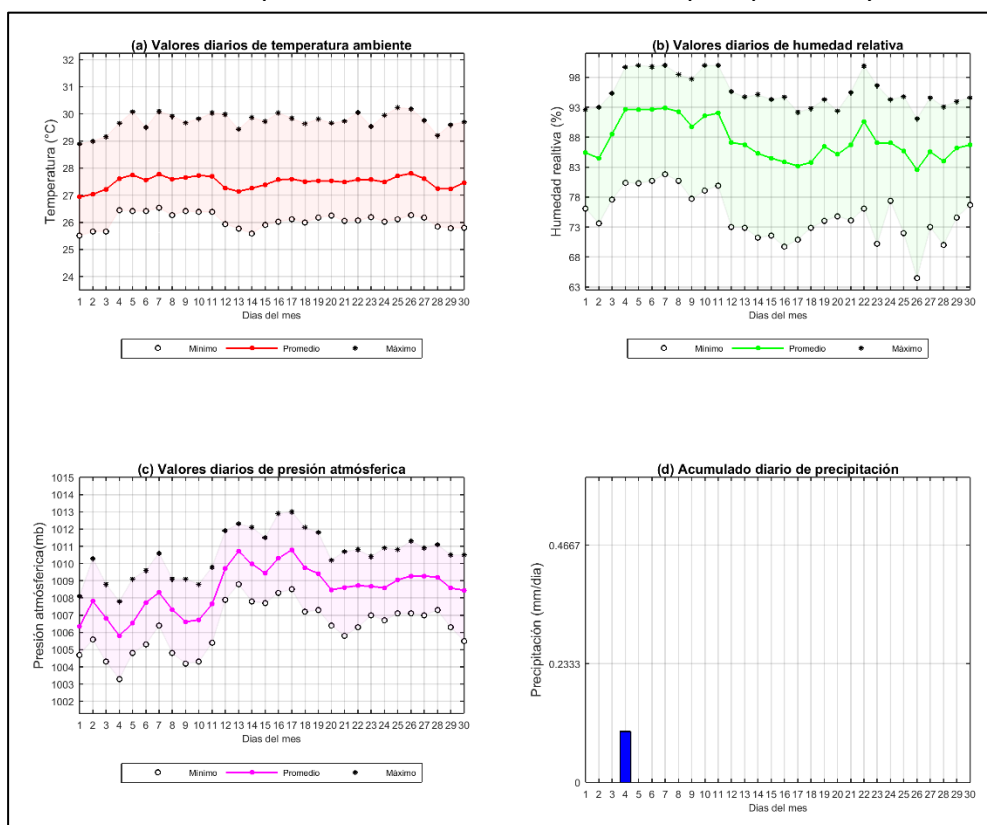 (a) Valores diarios de temperatura ambiente
32
31
30
29
28
27
26
25
24
Temperatura (°C)
1 2 3 4 5 6 7 8 9 10 11 12 13 14 15 16 17 18 19 20 21 22 23 24 25 26 27 28 29 30
Dias del mes
Mínimo Promedio Máximo
(b) Valores diarios de humedad relativa
98
93
88
83
78
73
68
63
Humedad realtiva (%)
1 2 3 4 5 6 7 8 9 10 11 12 13 14 15 16 17 18 19 20 21 22 23 24 25 26 27 28 29 30
Dias del mes
Mínimo Promedio Máximo
(c) Valores diarios de presión atmósferica
1015
1014
1013
1011
1010
1009
1007
1006
1004
1003
1002
Presión atmósferica(mb)
1 2 3 4 5 6 7 8 9 10 11 12 13 14 15 16 17 18 19 20 21 22 23 24 25 26 27 28 29 30
Dias del mes
Mínimo Promedio Máximo
(d) Acumulado diario de precipitación
0.4667
0.2333
0
Precipitación (mm/dia)
1 2 3 4 5 6 7 8 9 10 11 12 13 14 15 16 17 18 19 20 21 22 23 24 25 26 27 28 29 30
Dias del mes